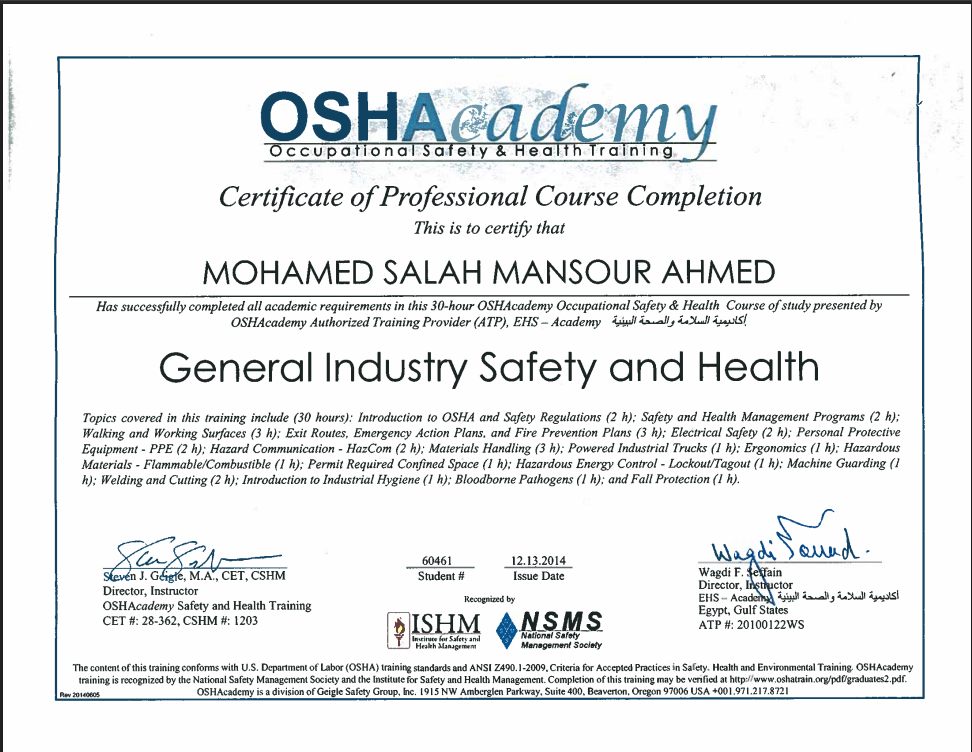 OSHAcademy
Occupational Safety & Health Training
Certificate of Professional Course Completion
This is to certify that
MOHAMED SALAH MANSOUR AHMED
Has successfully completed all academic requirements in this 30-hour OSHAcademy Occupational Safety & Health Course of study presented by
OSHAcademy Authorized Training Provider (ATP), EHS – Academy أكاديمية السلامة والصحة البيئية
General Industry Safety and Health
Topics covered in this training include (30 hours): Introduction to OSHA and Safety Regulations (2 h); Safety and Health Management Programs (2 h);
Walking and Working Surfaces (3 h); Exit Routes, Emergency Action Plans, and Fire Prevention Plans (3 h); Electrical Safety (2 h); Personal Protective
Equipment - PPE (2 h); Hazard Communication - HazCom (2 h); Materials Handling (3 h); Powered Industrial Trucks (1 h); Ergonomics (1 h); Hazardous
Materials - Flammable/Combustible (1 h); Permit Required Confined Space (1 h); Hazardous Energy Control - Lockout/Tagout (1 h); Machine Guarding (1
h); Welding and Cutting (2 h); Introduction to Industrial Hygiene (1 h); Bloodborne Pathogens (1 h); and Fall Protection (1 h).
Steven J. Geigle, M.A., CET, CSHM
Director, Instructor
OSHAcademy Safety and Health Training
CET #: 28-362, CSHM #: 1203
60461
Student #
12.13.2014
Issue Date
Recognized by
ISHM
Institute for Safety and
Health Management
NSMS
National Safety
Management Society
Wagdi F. Seffain
Director, Instructor
EHS – Academy أكاديمية السلامة والصحة البيئية
Egypt, Gulf States
ATP #: 20100122WS
The content of this training conforms with U.S. Department of Labor (OSHA) training standards and ANSI Z490.1-2009, Criteria for Accepted Practices in Safety. Health and Environmental Training. OSHAcademy
training is recognized by the National Safety Management Society and the Institute for Safety and Health Management. Completion of this training may be verified at http://www.oshatrain.org/pdf/graduates2.pdf.
OSHAcademy is a division of Geigle Safety Group, Inc. 1915 NW Amberglen Parkway, Suite 400, Beaverton, Oregon 97006 USA +001.971.217.8721
Rev 20140605